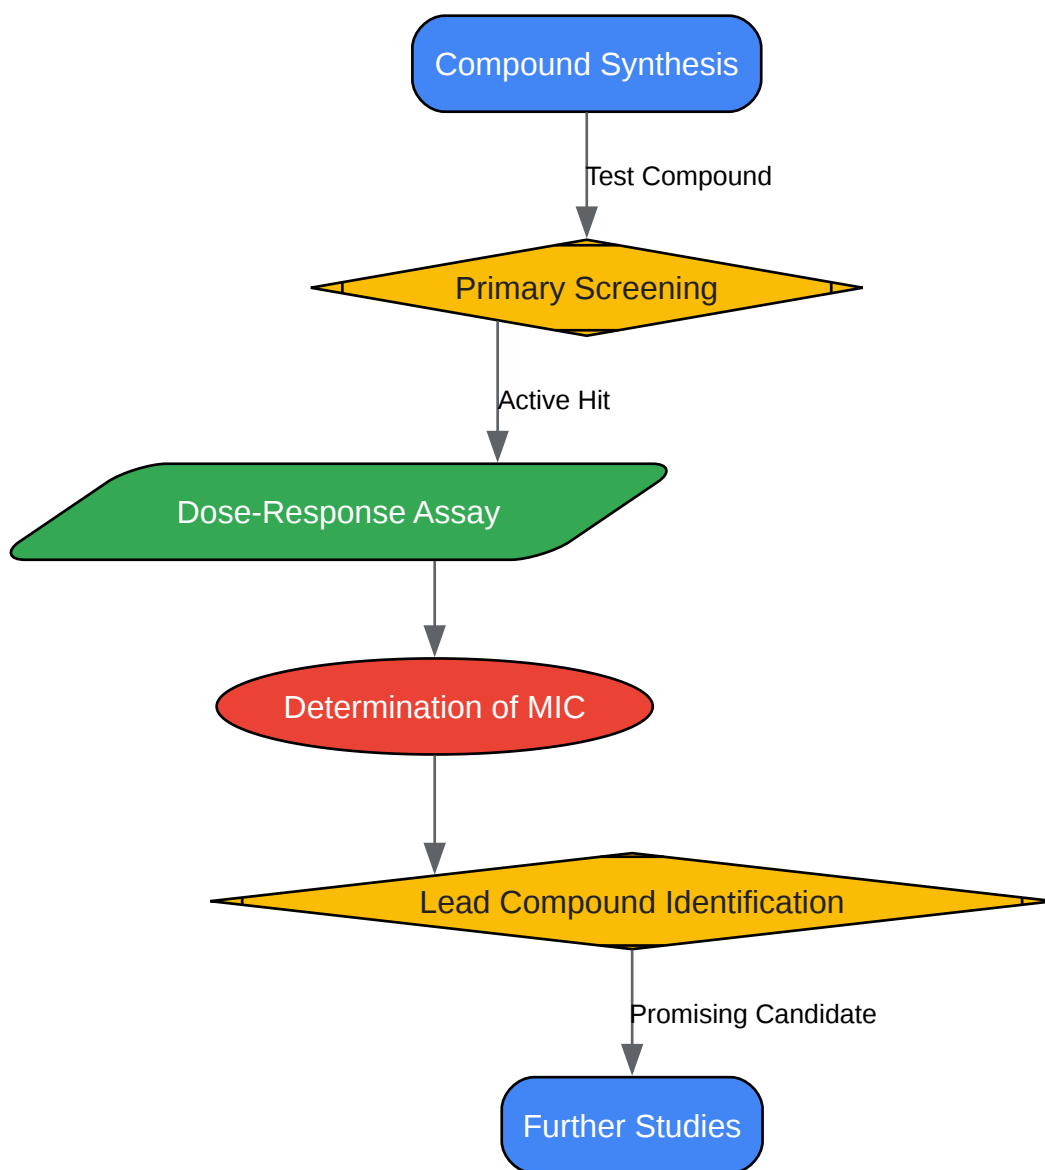 Compound Synthesis
Test Compound
Primary Screening
Active Hit
Dose-Response Assay
Determination of MIC
Lead Compound Identification
Promising Candidate
Further Studies